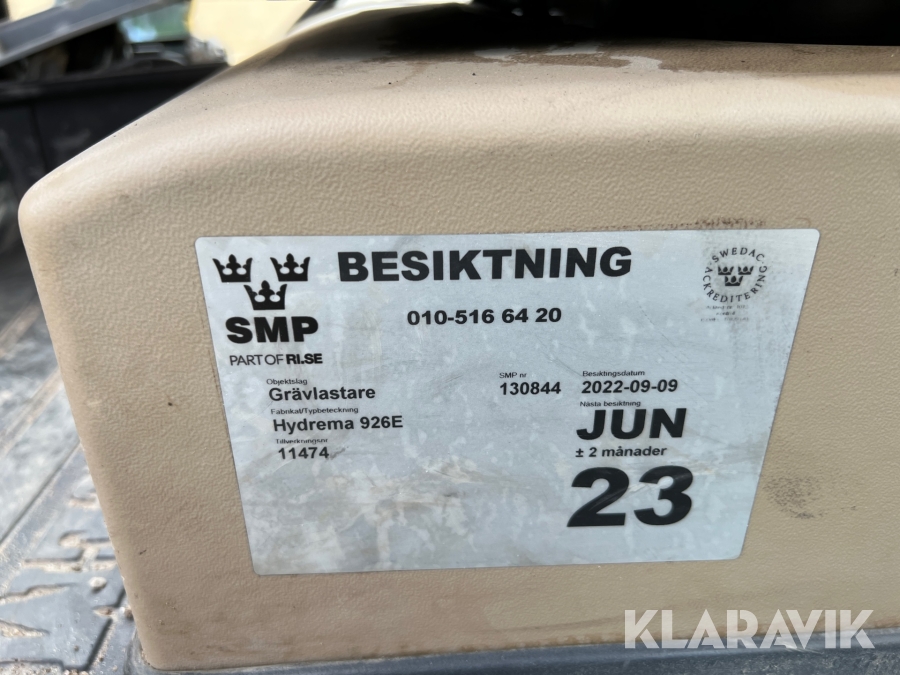 BESIKTNING
010-516 64 20
SMP
PART OF RI.SE
SWEDAC
ACKREDITERING
Objektslag
Grävlastare
Fabrikat/Typbeteckning
Hydrema 926E
Tillverkningsnr
11474
SMP nr
130844
Besiktingsdatum
2022-09-09
Nästa besiktning
JUN
± 2 månader
23
KLARAVIK